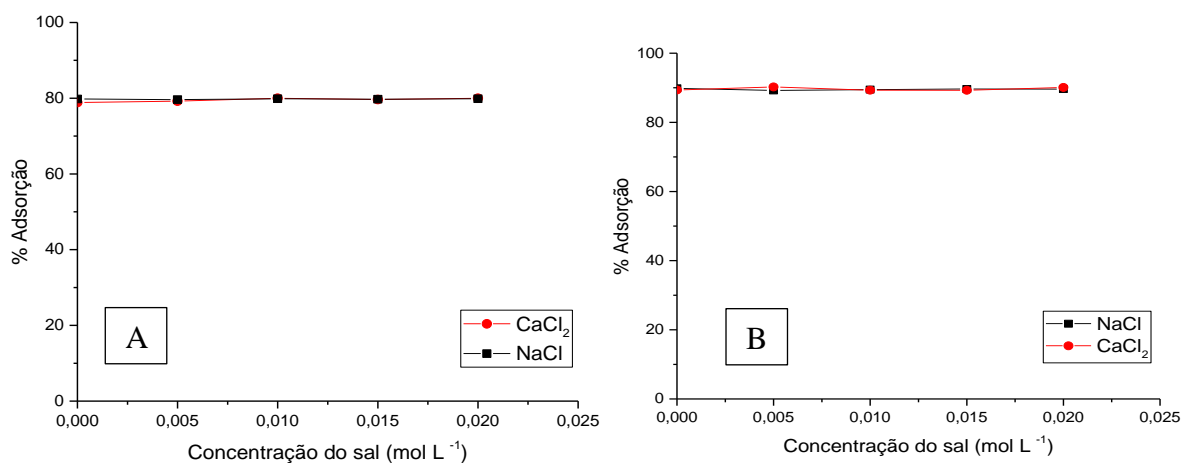 100
80
60
40
20
0
% Adsorção
A
CaCl₂
NaCl
0,000 0,005 0,010 0,015 0,020 0,025
Concentração do sal (mol L ⁻¹)
100
80
60
40
20
0
% Adsorção
B
NaCl
CaCl₂
0,000 0,005 0,010 0,015 0,020 0,025
Concentração do sal (mol L ⁻¹)